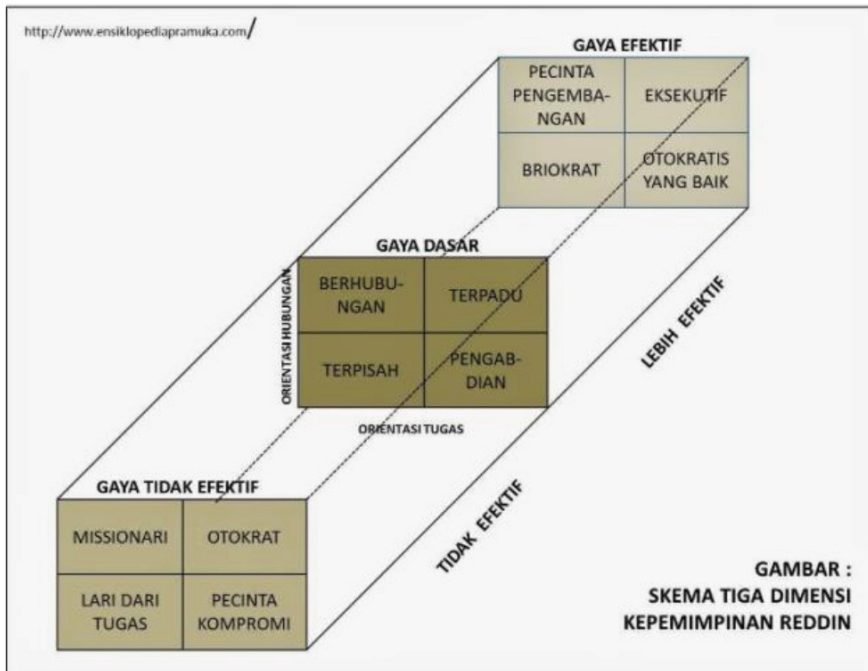 http://www.ensiklopediapramuka.com/
GAYA EFEKTIF
PECINTA
PENGEMBA-
NGAN
EKSEKUTIF
BRIOKRAT
OTOKRATIS
YANG BAIK
GAYA DASAR
BERHUBU-
NGAN
TERPADU
TERPISAH
PENGAB-
DIAN
ORIENTASI HUBUNGAN
ORIENTASI TUGAS
LEBIH EFEKTIF
GAYA TIDAK EFEKTIF
MISSIONARI
OTOKRAT
LARI DARI
TUGAS
PECINTA
KOMPROMI
TIDAK EFEKTIF
GAMBAR :
SKEMA TIGA DIMENSI
KEPEMIMPINAN REDDIN